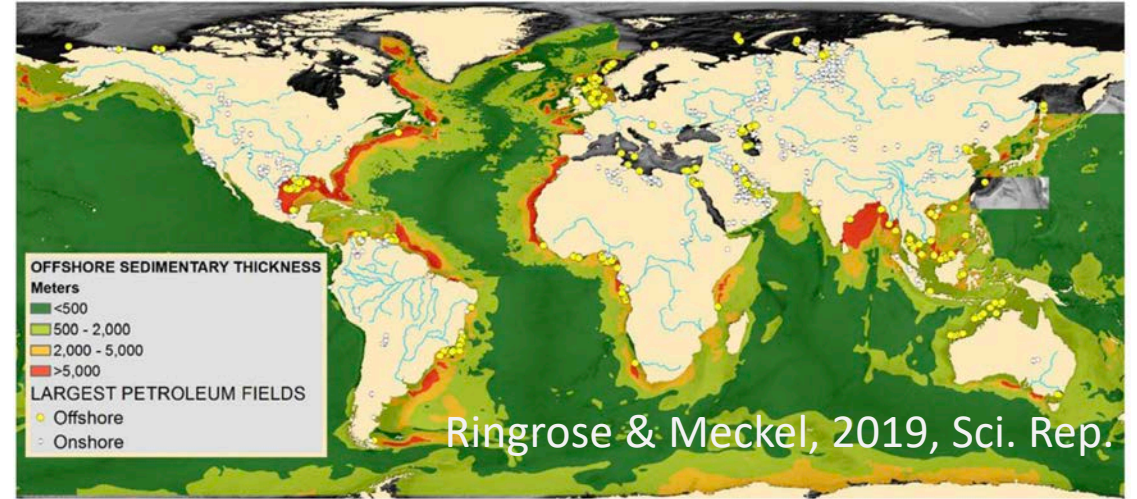 OFFSHORE SEDIMENTARY THICKNESS
Meters
<500
500 - 2,000
2,000 - 5,000
>5,000
LARGEST PETROLEUM FIELDS
Offshore
Onshore
Ringrose & Meckel, 2019, Sci. Rep.